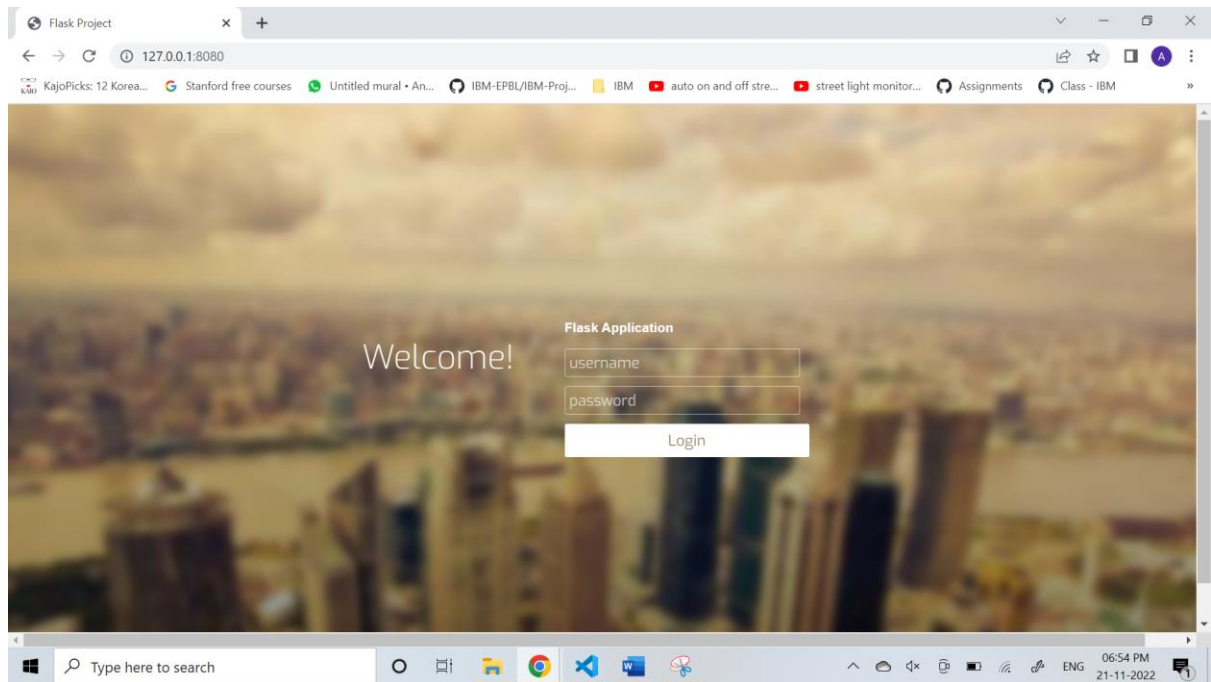 Flask Project
127.0.0.1:8080
A
KAJO KajoPicks: 12 Korea... G Stanford free courses Untitled mural • An... IBM-EPBL/IBM-Proj... IBM auto on and off stre... street light monitor... Assignments Class - IBM »
Flask Application
Welcome!
username
password
Login
Type here to search
W
ENG
06:54 PM
21-11-2022
1